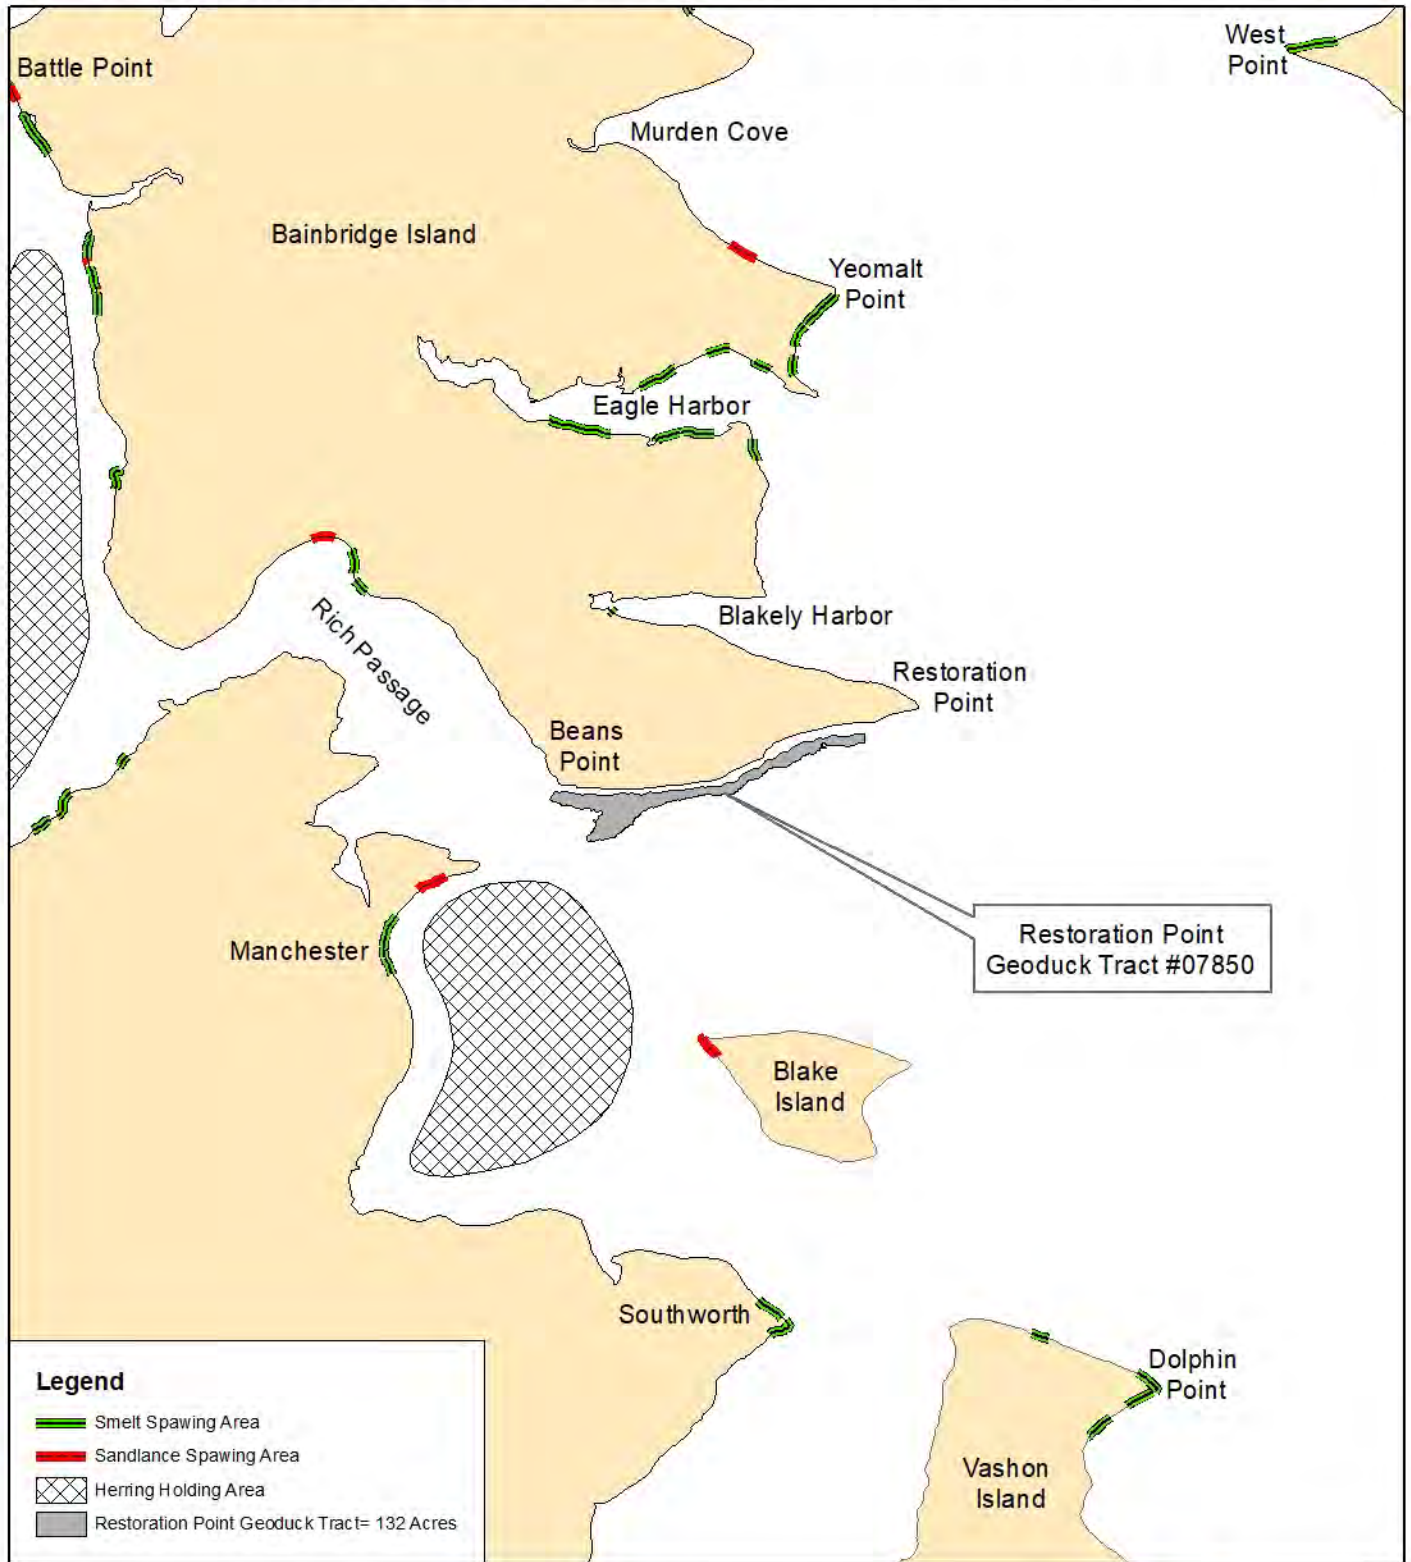 West
Point
Battle Point
Murden Cove
Bainbridge Island
Yeomalt
Point
Eagle Harbor
Rich Passage
Blakely Harbor
Restoration
Point
Beans
Point
Restoration Point
Geoduck Tract #07850
Manchester
Blake
Island
Southworth
Dolphin
Point
Vashon
Island
Legend
Smelt Spawing Area
Sandlance Spawing Area
Herring Holding Area
Restoration Point Geoduck Tract= 132 Acres